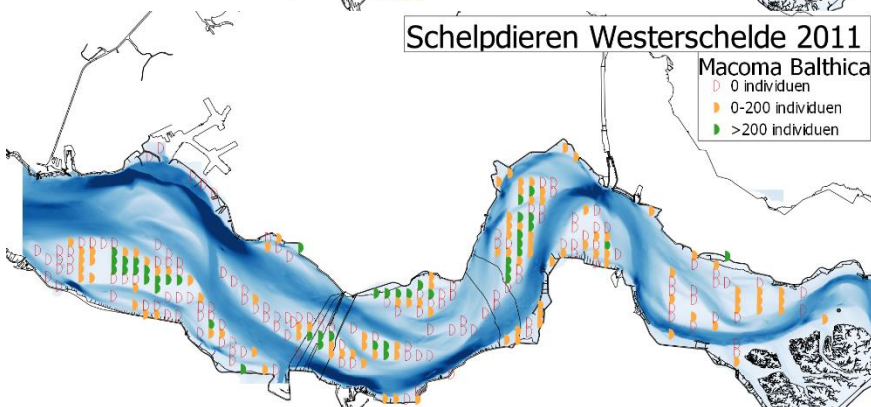 Schelpdieren Westerschelde 2011
Macoma Balthica
0 individuen
0-200 individuen
>200 individuen